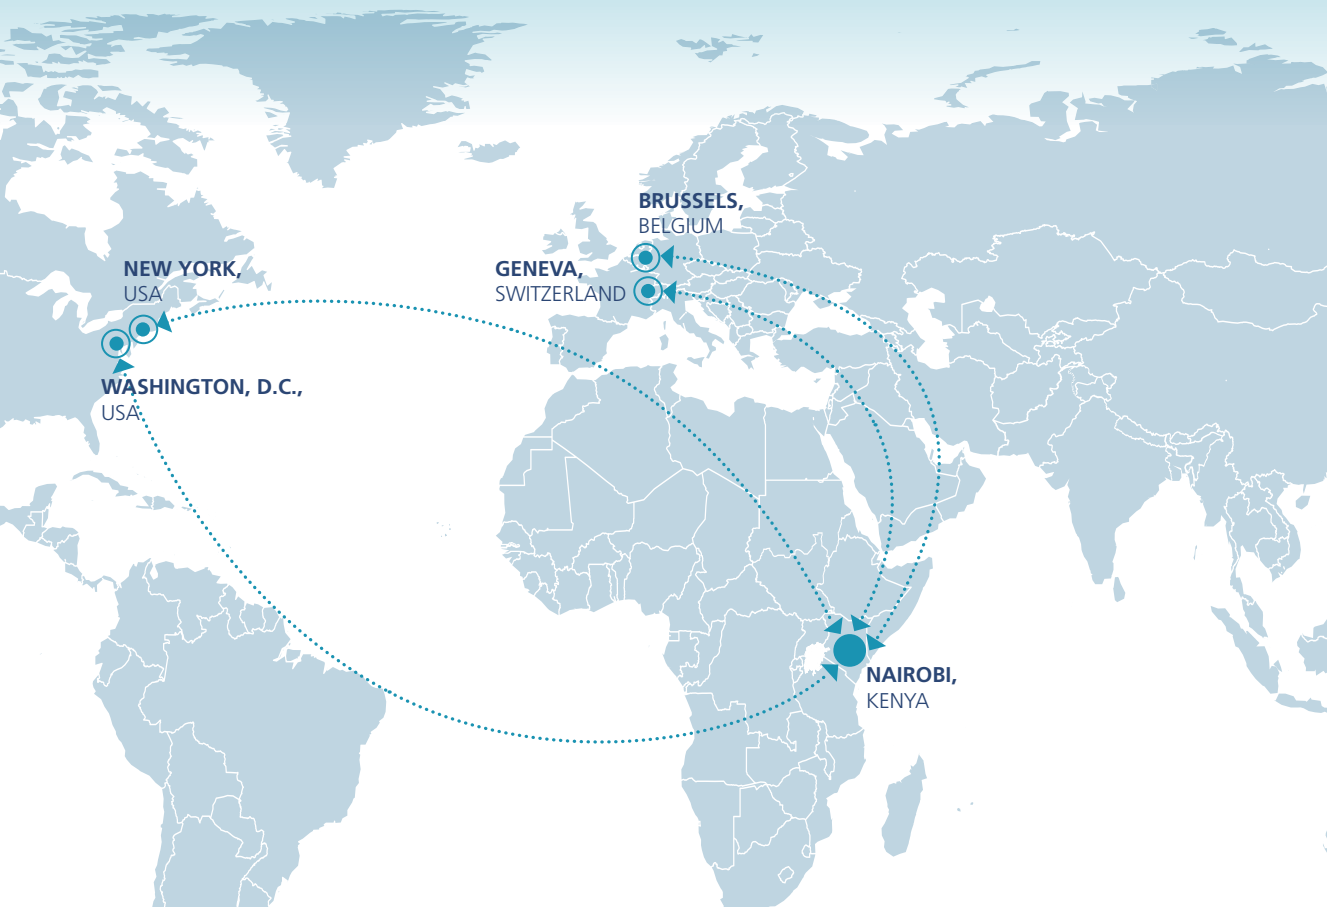 BRUSSELS,
BELGIUM
NEW YORK,
USA
GENEVA,
SWITZERLAND
WASHINGTON, D.C.,
USA
NAIROBI,
KENYA